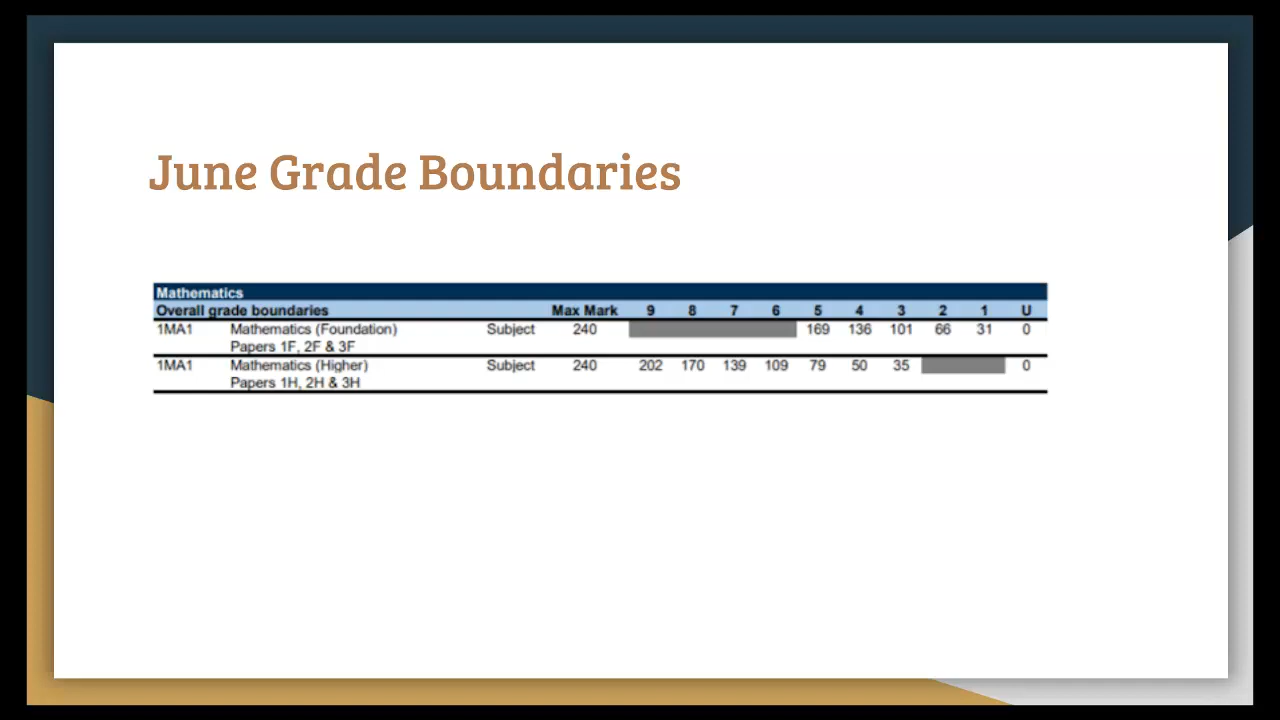 June Grade Boundaries
Mathematics
Overall grade boundaries Max Mark 9 8 7 6 5 4 3 2 1 U
1MA1 Mathematics (Foundation) Subject 240 169 136 101 66 31 0
Papers 1F, 2F & 3F
1MA1 Mathematics (Higher) Subject 240 202 170 139 109 79 50 35 0
Papers 1H, 2H & 3H